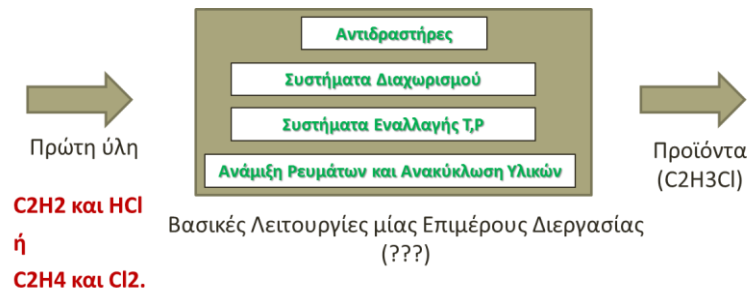 Αντιδραστήρες
Συστήματα Διαχωρισμού
Συστήματα Εναλλαγής Τ,Ρ
Ανάμιξη Ρευμάτων και Ανακύκλωση Υλικών
Πρώτη ύλη
C2H2 και HCl
ή
C2H4 και Cl2.
Βασικές Λειτουργίες μίας Επιμέρους Διεργασίας
(???)
Προϊόντα
(C2H3Cl)